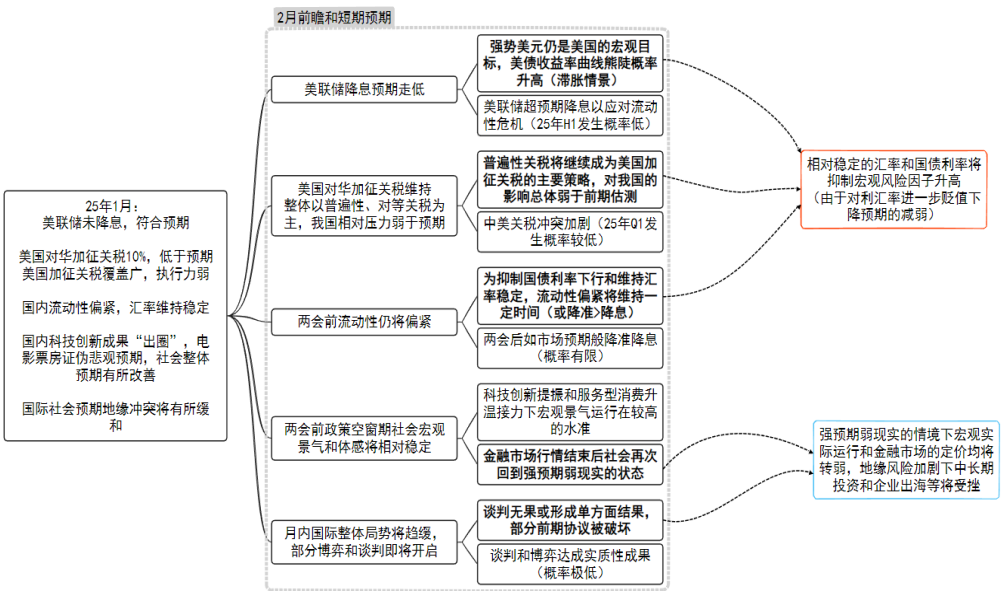 2月前瞻和短期预期
25年1月：
美联储未降息，符合预期
美国对华加征关税10%，低于预期
美国加征关税覆盖广，执行力弱
国内流动性偏紧，汇率维持稳定
国内科技创新成果“出圈”，电
影票房证伪悲观预期，社会整体
预期有所改善
国际社会预期地缘冲突将有所缓
和
美联储降息预期走低
强势美元仍是美国的宏观目
标，美债收益率曲线熊陡概率
升高（滞胀情景）
美联储超预期降息以应对流动
性危机（25年H1发生概率低）
美国对华加征关税维持
整体以普遍性、对等关税为
主，我国相对压力弱于预期
普遍性关税将继续成为美国加
征关税的主要策略，对我国的
影响总体弱于前期估测
中美关税冲突加剧（25年Q1发
生概率较低）
两会前流动性仍将偏紧
为抑制国债利率下行和维持汇
率稳定，流动性偏紧将维持一
定时间（或降准>降息）
两会后如市场预期般降准降息
（概率有限）
两会前政策空窗期社会宏观
景气和体感将相对稳定
科技创新提振和服务型消费升
温接力下宏观景气运行在较高
的水准
金融市场行情结束后社会再次
回到强预期弱现实的状态
月内国际整体局势将趋缓，
部分博弈和谈判即将开启
谈判无果或形成单方面结果，
部分前期协议被破坏
谈判和博弈达成实质性成果
（概率极低）
相对稳定的汇率和国债利率将
抑制宏观风险因子升高
（由于对利汇率进一步贬值下
降预期的减弱）
强预期弱现实的情境下宏观实
际运行和金融市场的定价均将
转弱，地缘风险加剧下中长期
投资和企业出海等将受挫